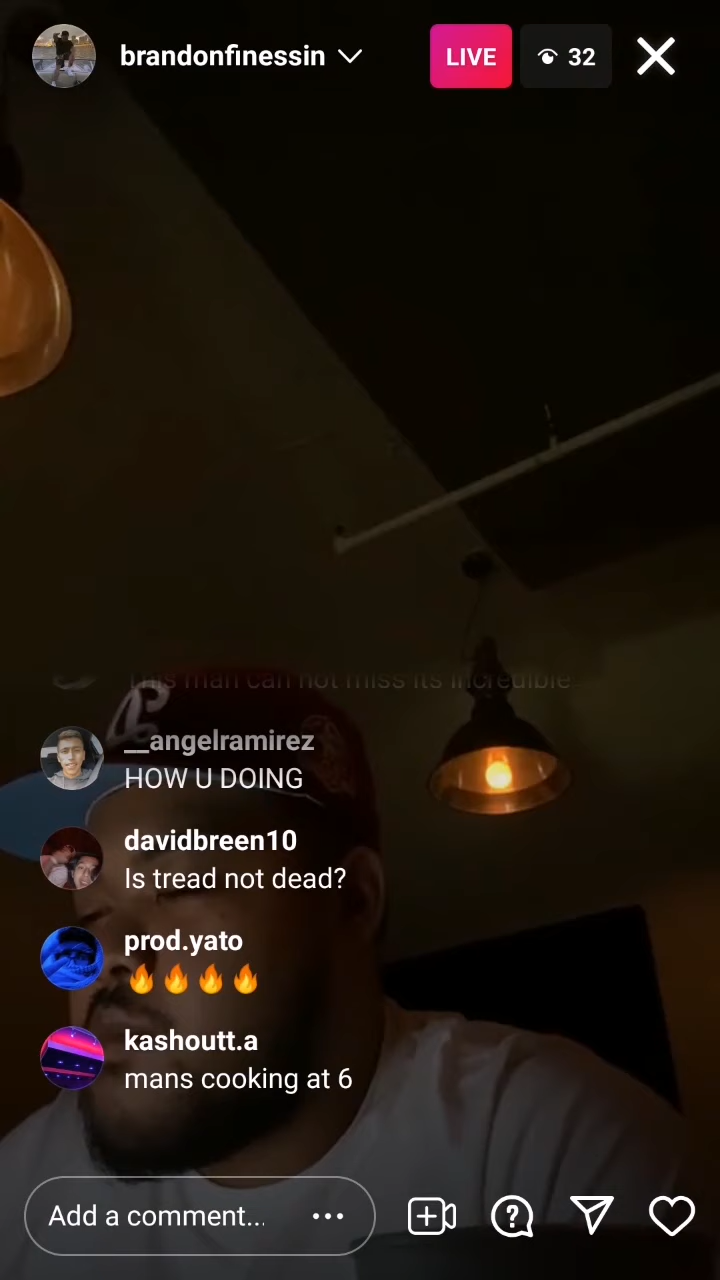 brandonfinessin
LIVE
32
This man can not miss its incredible
__angelramirez
HOW U DOING
davidbreen10
Is tread not dead?
prod.yato
🔥🔥🔥🔥
kashoutt.a
mans cooking at 6
Add a comment...